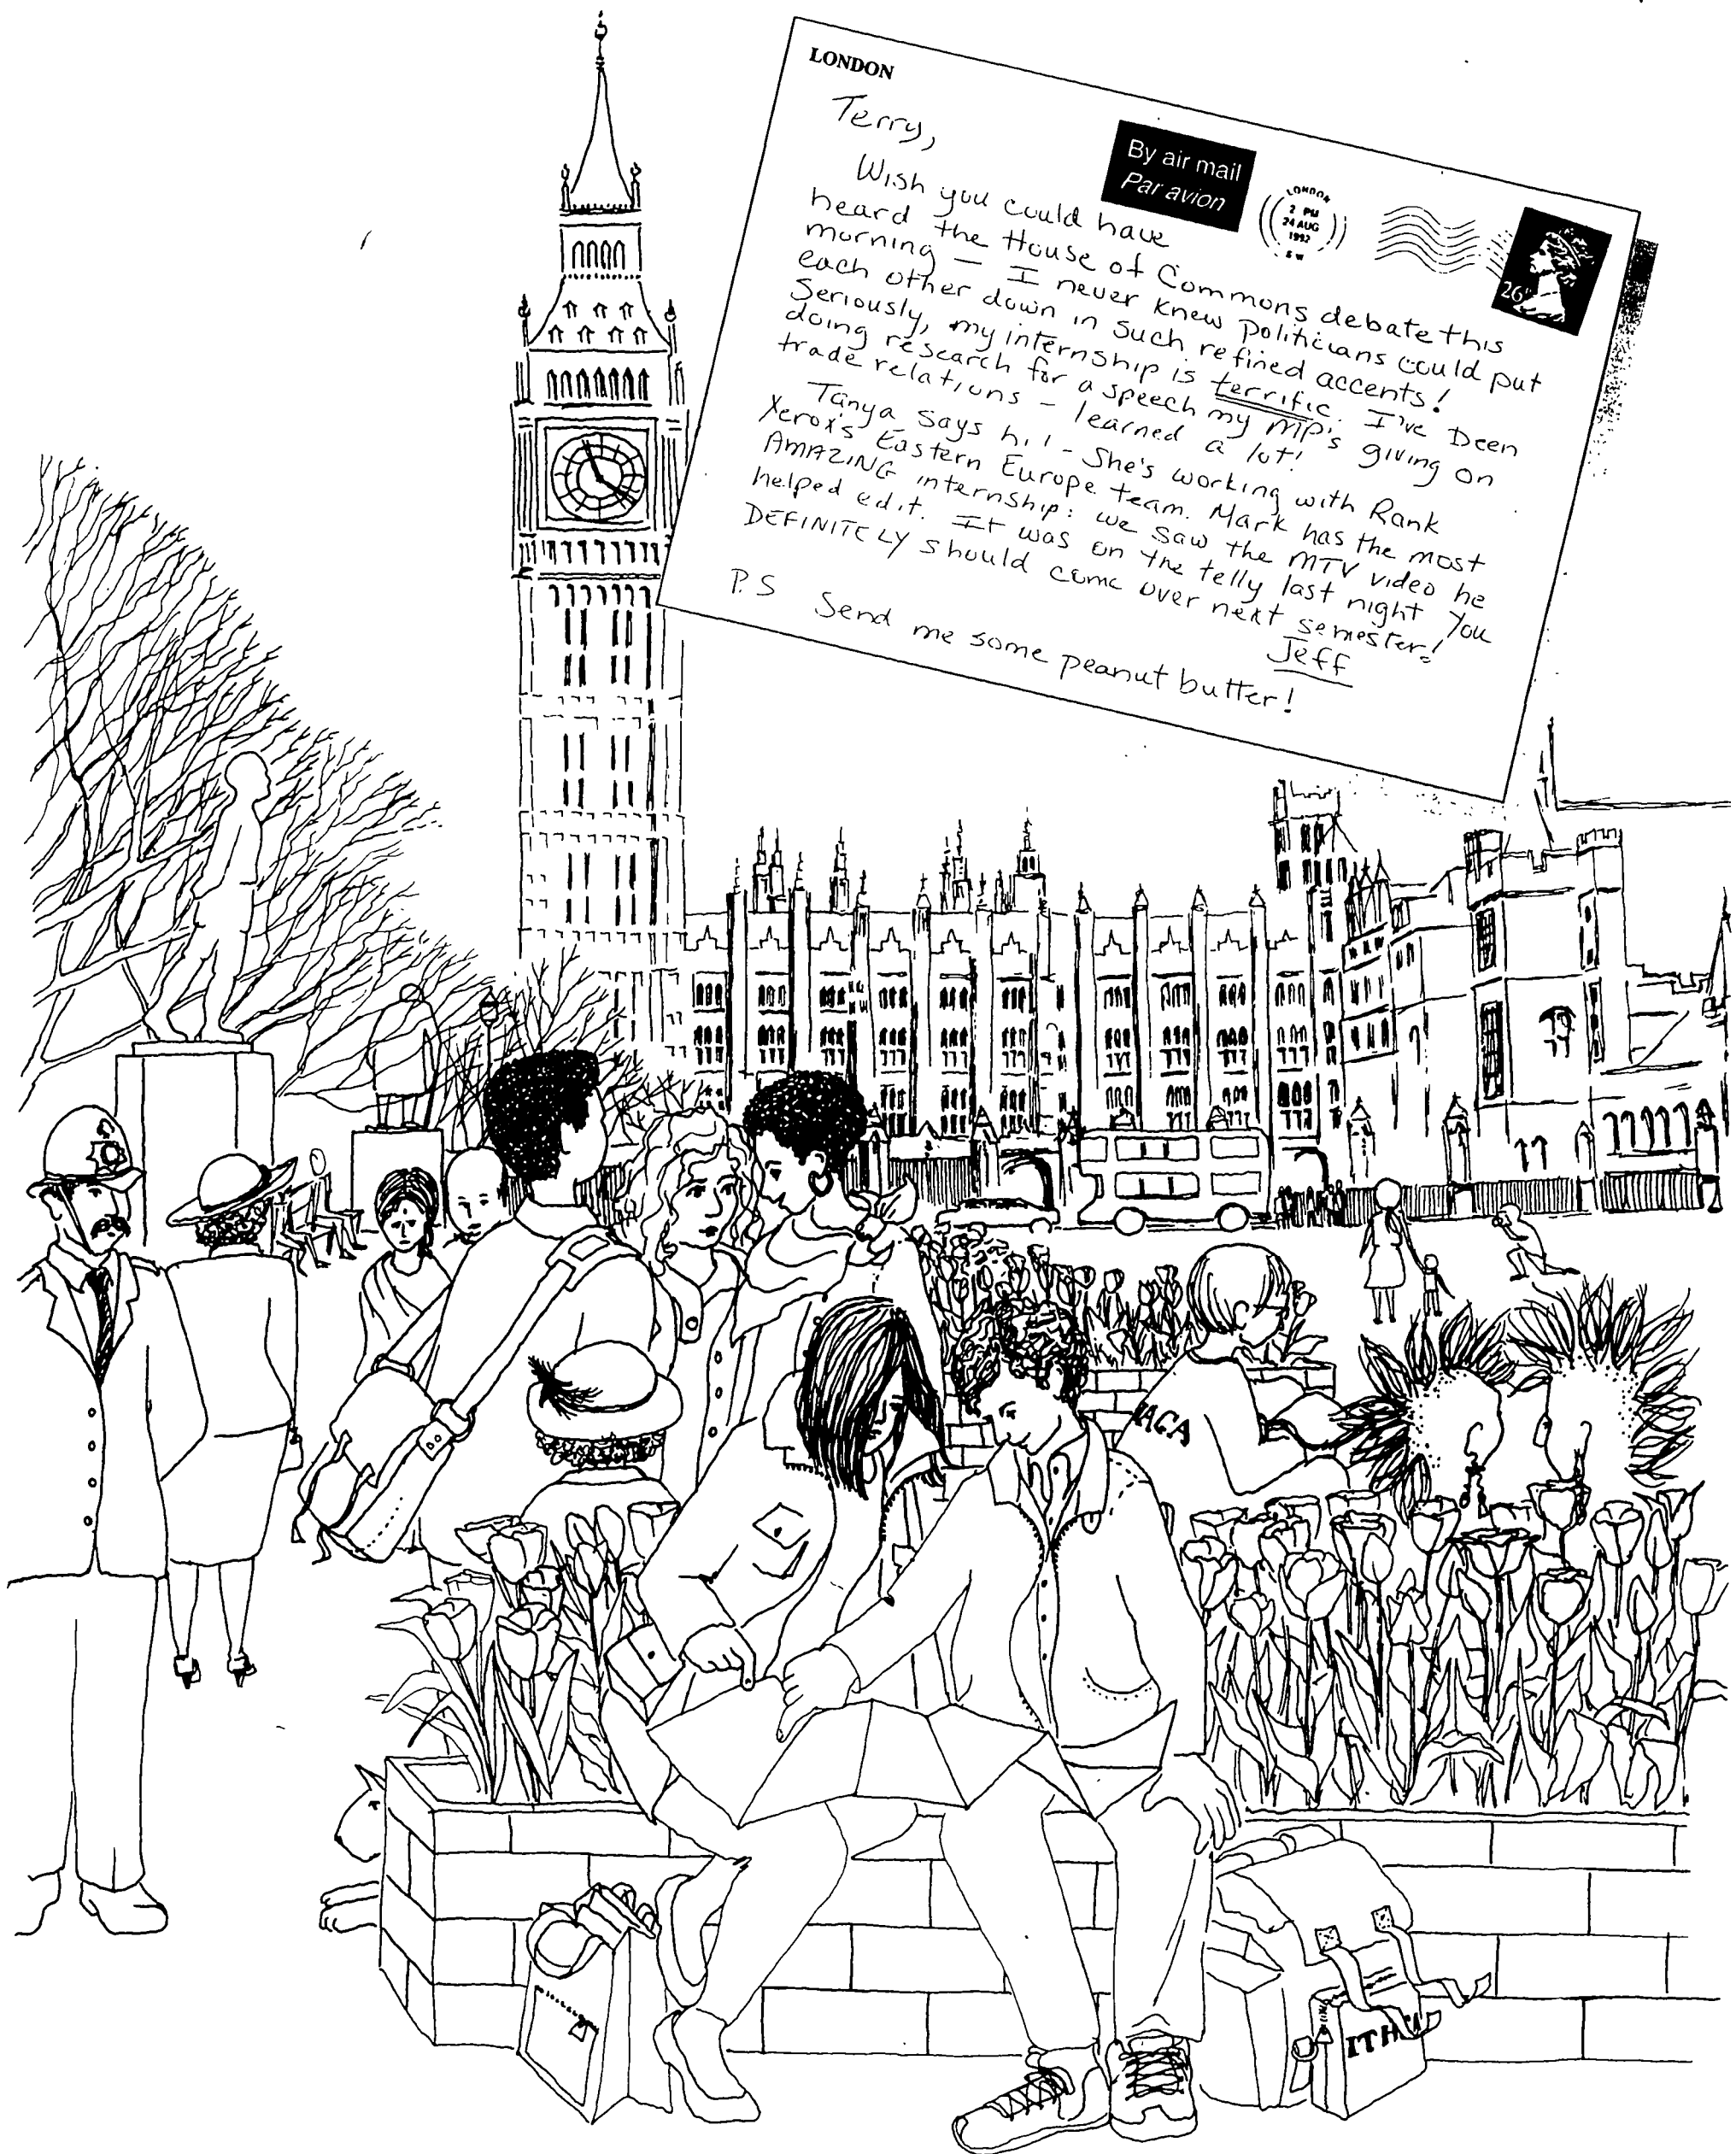 LONDON
Terry,
By air mail
Par avion
LONDON
2 PM
24 AUG
1992
SW
26
Wish you could have
heard the House of Commons debate this
morning — I never knew politicians could put
each other down in such refined accents!
Seriously, my internship is terrific. I've been
doing research for a speech my MP's giving on
trade relations - learned a lot!
Tanya says hi - She's working with Rank
Xerox's Eastern Europe team. Mark has the most
AMAZING internship: we saw the MTV video he
helped edit. It was on the telly last night You
DEFINITELY should come over next semester!
Jeff
P.S Send me some peanut butter!
ACA
ITHACA